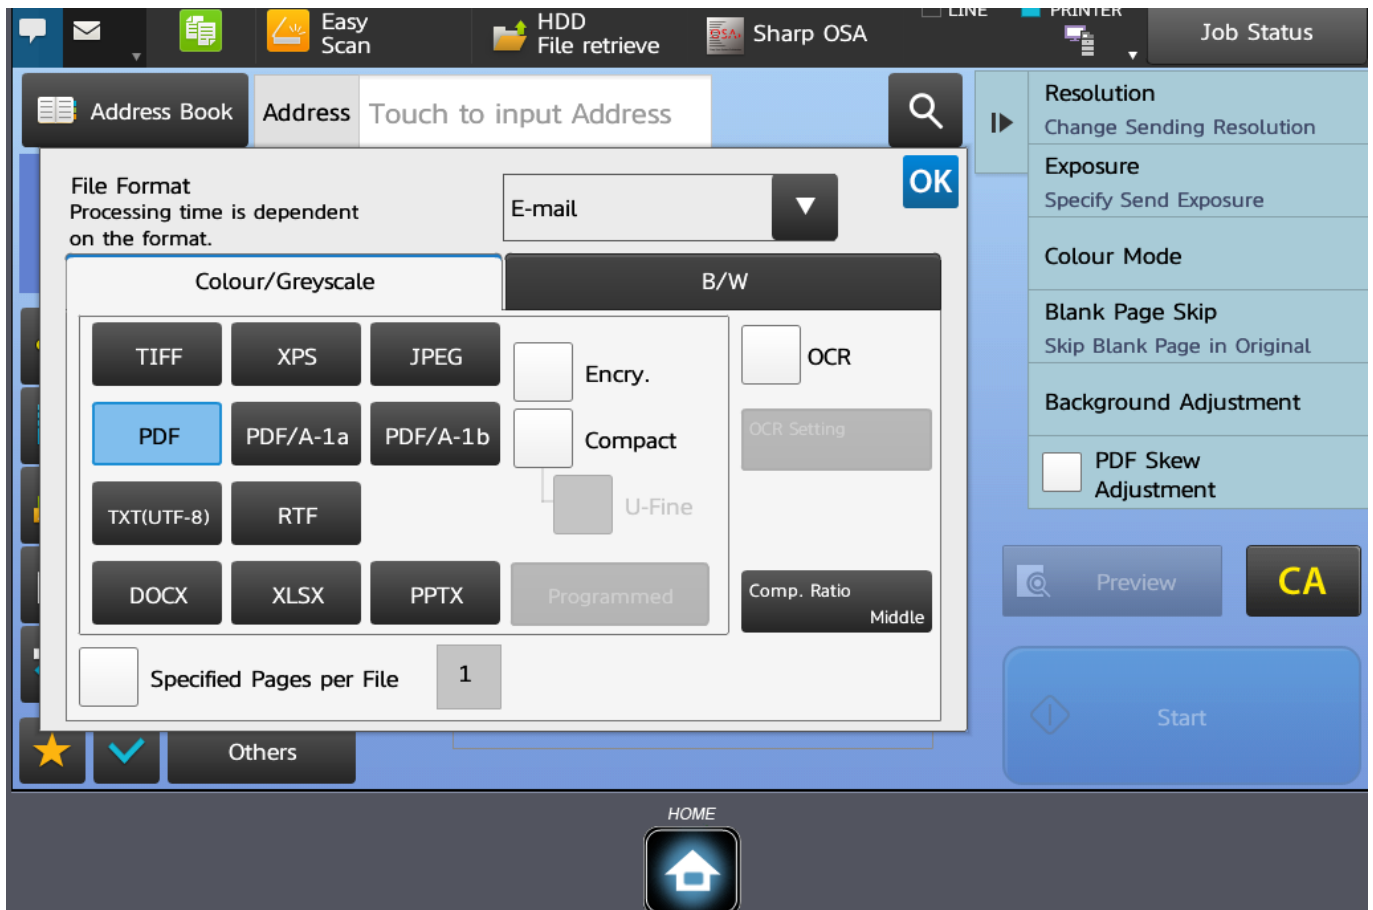 Easy
Scan
HDD
File retrieve
OSA
Sharp OSA
LINE
PRINTER
Job Status
Address Book
Address
Touch to input Address
Resolution
Change Sending Resolution
Exposure
Specify Send Exposure
Colour Mode
Blank Page Skip
Skip Blank Page in Original
Background Adjustment
PDF Skew
Adjustment
File Format
Processing time is dependent
on the format.
E-mail
OK
Colour/Greyscale
B/W
TIFF
XPS
JPEG
Encry.
OCR
PDF
PDF/A-1a
PDF/A-1b
Compact
OCR Setting
TXT(UTF-8)
RTF
U-Fine
DOCX
XLSX
PPTX
Programmed
Comp. Ratio
Middle
Specified Pages per File
1
Preview
CA
Start
Others
HOME